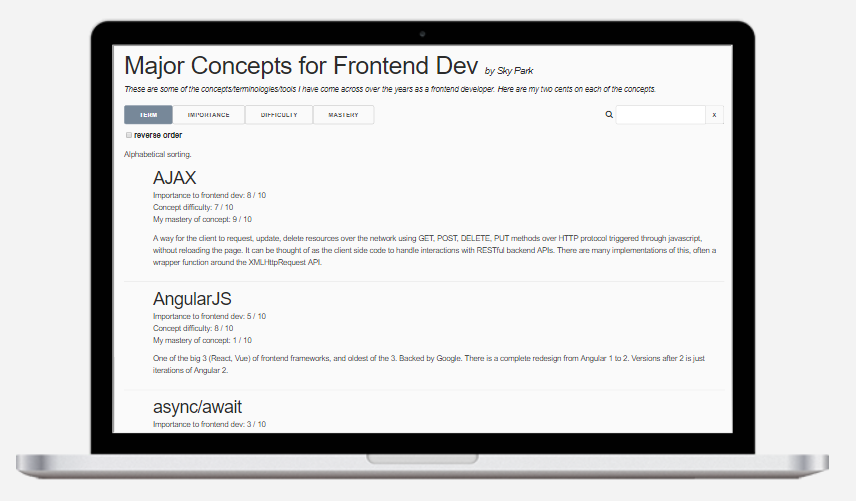 Major Concepts for Frontend Dev by Sky Park
These are some of the concepts/terminologies/tools I have come across over the years as a frontend developer. Here are my two cents on each of the concepts.
TERM IMPORTANCE DIFFICULTY MASTERY x
reverse order
Alphabetical sorting.
AJAX
Importance to frontend dev: 8 / 10
Concept difficulty: 7 / 10
My mastery of concept: 9 / 10
A way for the client to request, update, delete resources over the network using GET, POST, DELETE, PUT methods over HTTP protocol triggered through javascript,
without reloading the page. It can be thought of as the client side code to handle interactions with RESTful backend APIs. There are many implementations of this, often a
wrapper function around the XMLHttpRequest API.
AngularJS
Importance to frontend dev: 5 / 10
Concept difficulty: 8 / 10
My mastery of concept: 1 / 10
One of the big 3 (React, Vue) of frontend frameworks, and oldest of the 3. Backed by Google. There is a complete redesign from Angular 1 to 2. Versions after 2 is just
iterations of Angular 2.
async/await
Importance to frontend dev: 3 / 10